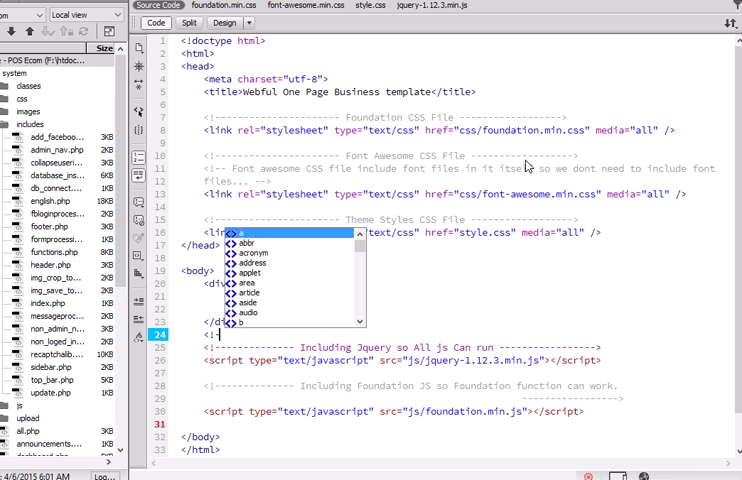 Source Code foundation.min.css font-awesome.min.css style.css jquery-1.12.3.min.js
Local view
Code Split Design
Size
- POS Ecom (F:\htdoc...
system
classes
css
images
includes
add_faceboo... 3KB
admin_nav.php 2KB
collapseuseri... 3KB
database_ins... 6KB
db_connect.... 1KB
english.php 18KB
fbloginproces... 2KB
footer.php 3KB
formprocessi... 1KB
functions.php 8KB
header.php 3KB
img_crop_to... 2KB
img_save_to... 2KB
index.php 1KB
messageproc... 2KB
non_admin_n... 3KB
non_loged_in... 2KB
recaptchalib.... 10KB
sidebar.php 2KB
top_bar.php 5KB
update.php 1KB
js
upload
all.php 3KB
announcements.... 4KB
4/6/2015 6:01 AM Log...
1 <!doctype html>
2 <html>
3 <head>
4 <meta charset="utf-8">
5 <title>Webful One Page Business template</title>
6
7 <!-------------- Foundation CSS File ------------------>
8 <link rel="stylesheet" type="text/css" href="css/foundation.min.css" media="all" />
9
10 <!-------------- Font Awesome CSS File ------------------>
11 <!-- Font awesome CSS file include font files in it itself so we dont need to include font
12 files... -->
13 <link rel="stylesheet" type="text/css" href="css/font-awesome.min.css" media="all" />
14
15 <!-------------- Theme Styles CSS File ------------------>
16 <lin text/css" href="style.css" media="all" />
17 </head>
18
19 <body>
20 <div
21
22
23 </di
24 <!-
25 <!-------------- Including Jquery so All js Can run ------------------>
26 <script type="text/javascript" src="js/jquery-1.12.3.min.js"></script>
27
28 <!-------------- Including Foundation JS so Foundation function can work.
29 ------------------>
30 <script type="text/javascript" src="js/foundation.min.js"></script>
31
32 </body>
33 </html>
a
abbr
acronym
address
applet
area
article
aside
audio
b